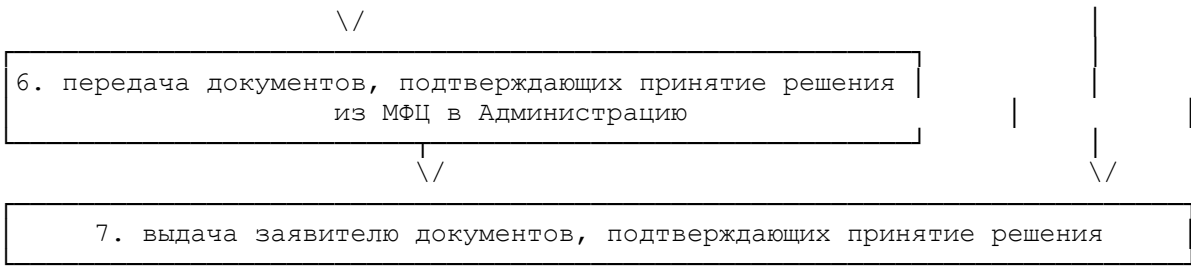 6. передача документов, подтверждающих принятие решения
из МФЦ в Администрацию
7. выдача заявителю документов, подтверждающих принятие решения